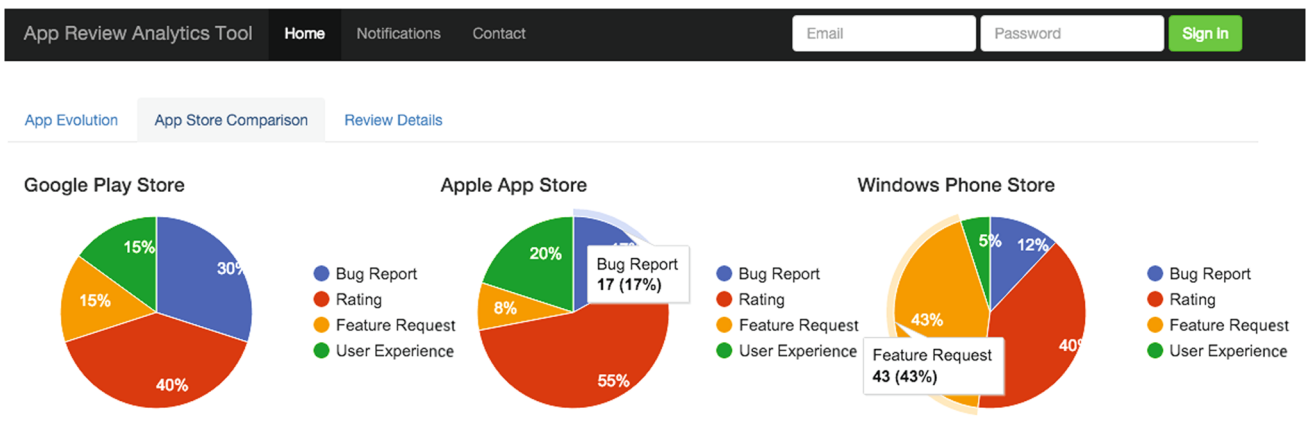 App Review Analytics Tool Home Notifications Contact Email Password Sign in
App Evolution App Store Comparison Review Details
Google Play Store
30%
40%
15%
15%
Bug Report
Rating
Feature Request
User Experience
Apple App Store
17%
55%
8%
20%
Bug Report
17 (17%)
Bug Report
Rating
Feature Request
User Experience
Windows Phone Store
12%
40%
43%
5%
Feature Request
43 (43%)
Bug Report
Rating
Feature Request
User Experience